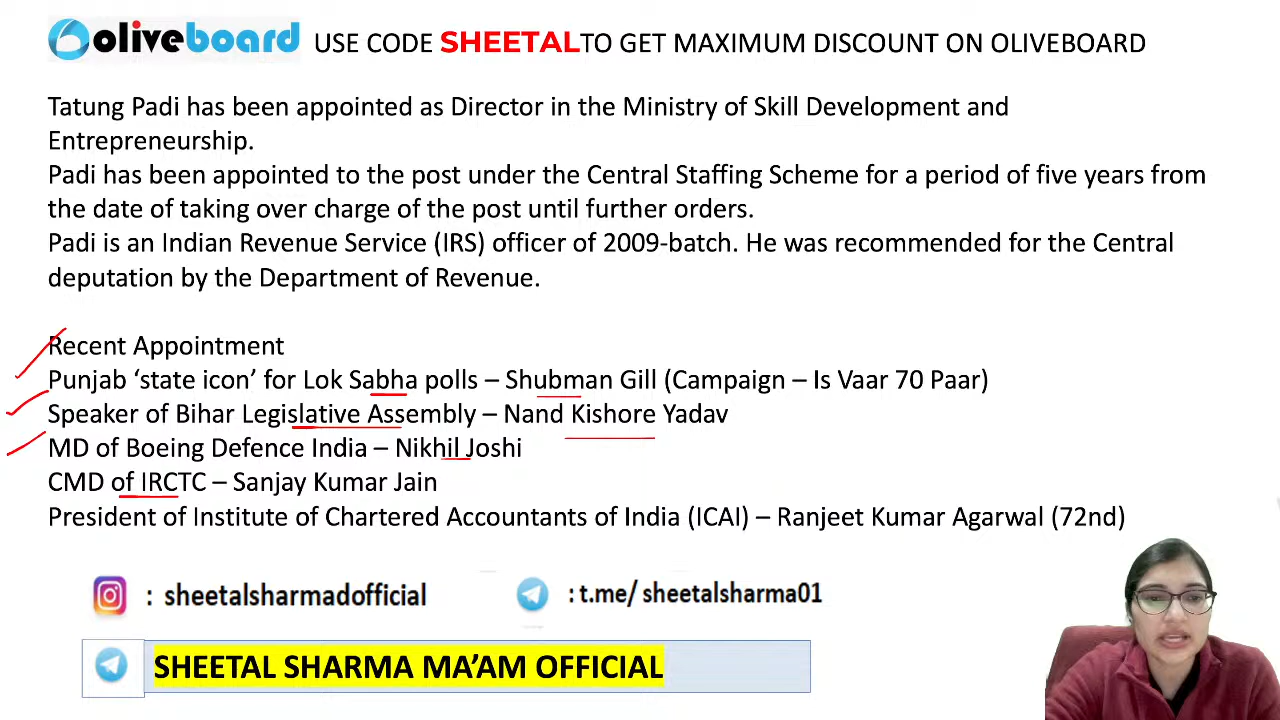 oliveboard USE CODE SHEETAL TO GET MAXIMUM DISCOUNT ON OLIVEBOARD
Tatung Padi has been appointed as Director in the Ministry of Skill Development and
Entrepreneurship.
Padi has been appointed to the post under the Central Staffing Scheme for a period of five years from
the date of taking over charge of the post until further orders.
Padi is an Indian Revenue Service (IRS) officer of 2009-batch. He was recommended for the Central
deputation by the Department of Revenue.
Recent Appointment
Punjab ‘state icon’ for Lok Sabha polls – Shubman Gill (Campaign – Is Vaar 70 Paar)
Speaker of Bihar Legislative Assembly – Nand Kishore Yadav
MD of Boeing Defence India – Nikhil Joshi
CMD of IRCTC – Sanjay Kumar Jain
President of Institute of Chartered Accountants of India (ICAI) – Ranjeet Kumar Agarwal (72nd)
: sheetalsharmadofficial : t.me/ sheetalsharma01
SHEETAL SHARMA MA’AM OFFICIAL